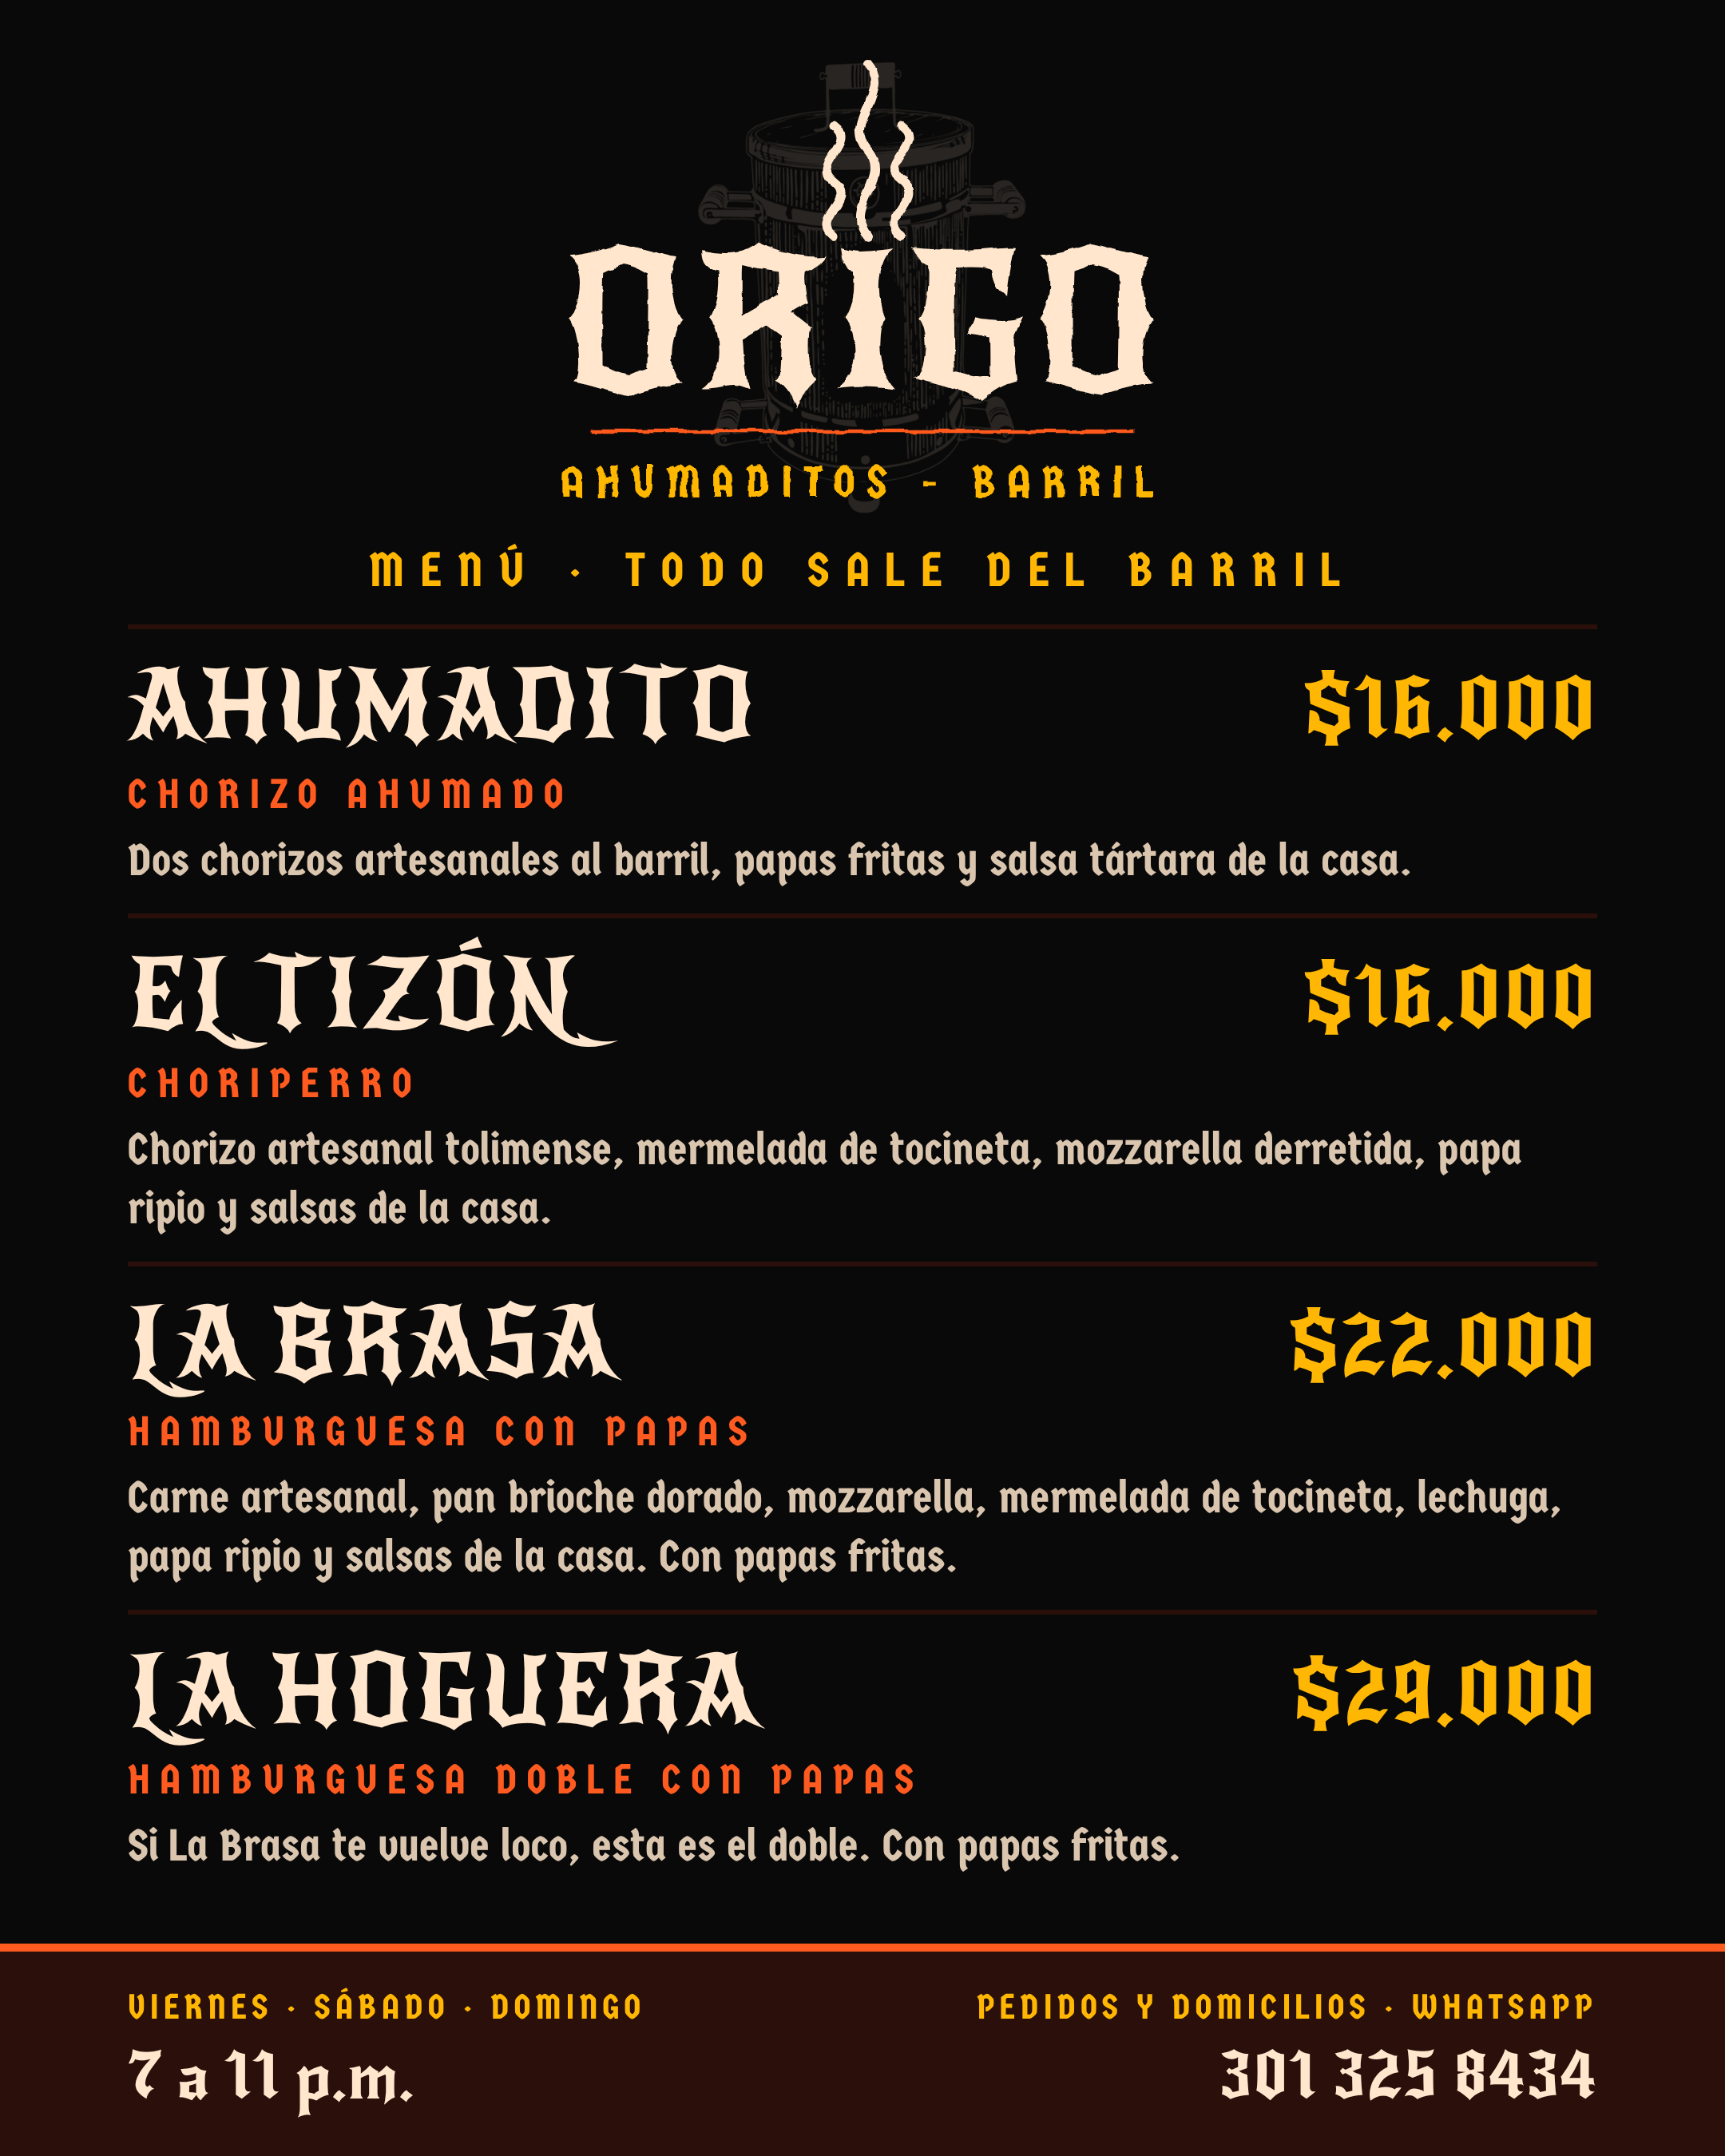 ORIGO
AHUMADITOS - BARRIL
MENÚ · TODO SALE DEL BARRIL
AHUMADITO $16.000
CHORIZO AHUMADO
Dos chorizos artesanales al barril, papas fritas y salsa tártara de la casa.
EL TIZÓN $16.000
CHORIPERRO
Chorizo artesanal tolimense, mermelada de tocineta, mozzarella derretida, papa
ripio y salsas de la casa.
LA BRASA $22.000
HAMBURGUESA CON PAPAS
Carne artesanal, pan brioche dorado, mozzarella, mermelada de tocineta, lechuga,
papa ripio y salsas de la casa. Con papas fritas.
LA HOGUERA $29.000
HAMBURGUESA DOBLE CON PAPAS
Si La Brasa te vuelve loco, esta es el doble. Con papas fritas.
VIERNES · SÁBADO · DOMINGO
7 a 11 p.m.
PEDIDOS Y DOMICILIOS · WHATSAPP
301 325 8434